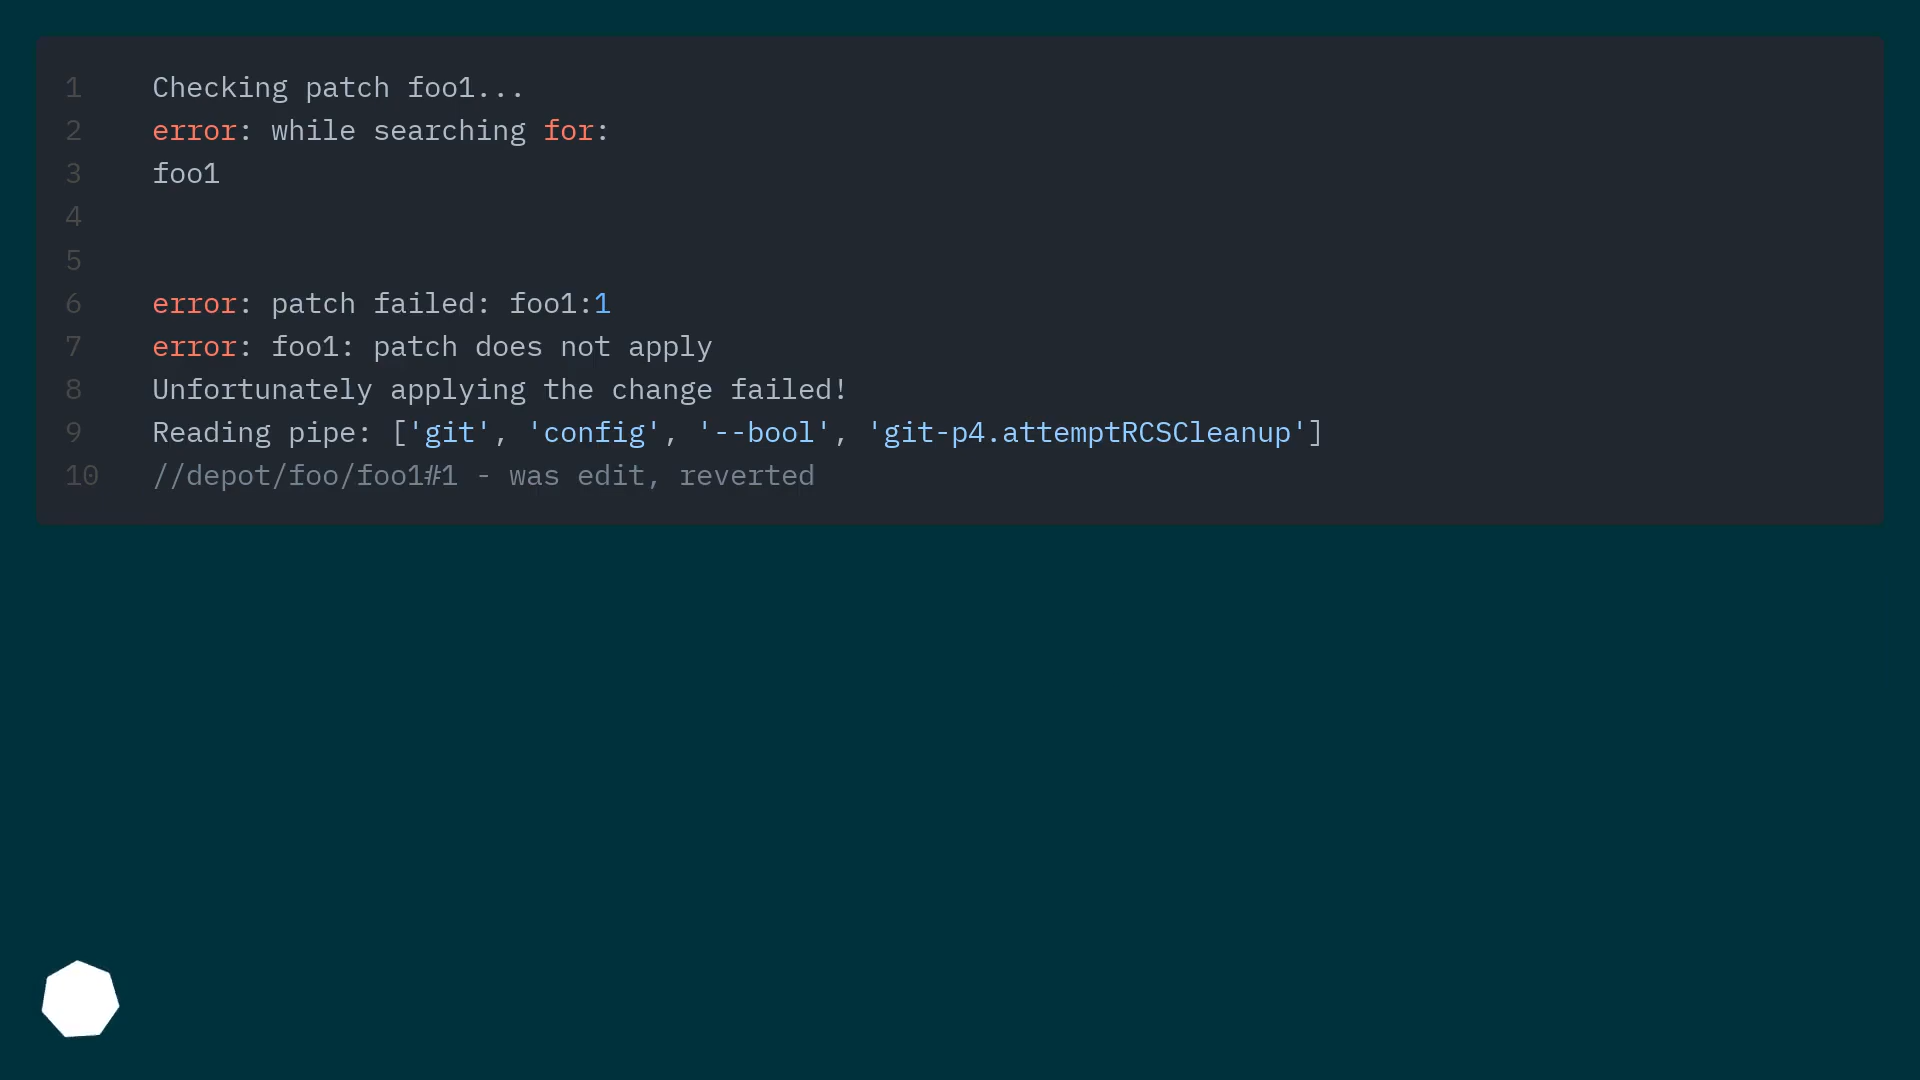 1 Checking patch foo1...
2 error: while searching for:
3 foo1
4
5
6 error: patch failed: foo1:1
7 error: foo1: patch does not apply
8 Unfortunately applying the change failed!
9 Reading pipe: ['git', 'config', '--bool', 'git-p4.attemptRCSCleanup']
10 //depot/foo/foo1#1 - was edit, reverted